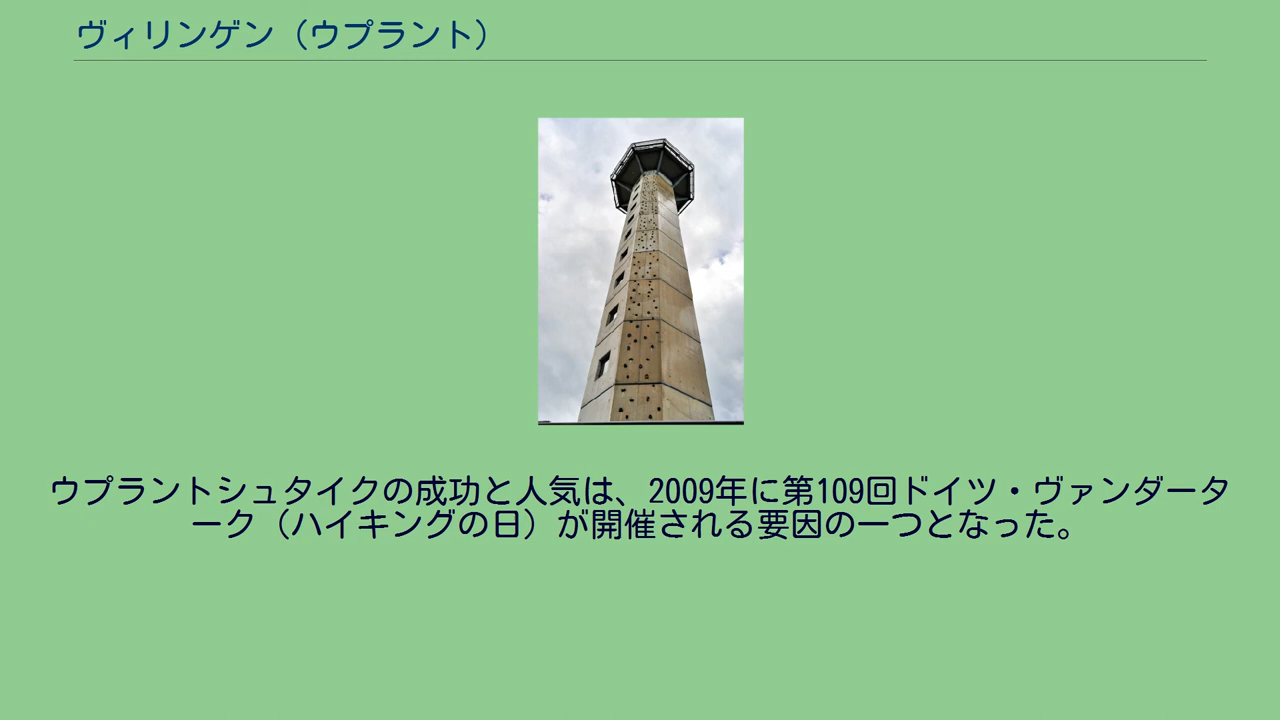 ヴィリンゲン（ウプラント）
ウプラントシュタイクの成功と人気は、2009年に第109回ドイツ・ヴァンダータ
ーク（ハイキングの日）が開催される要因の一つとなった。